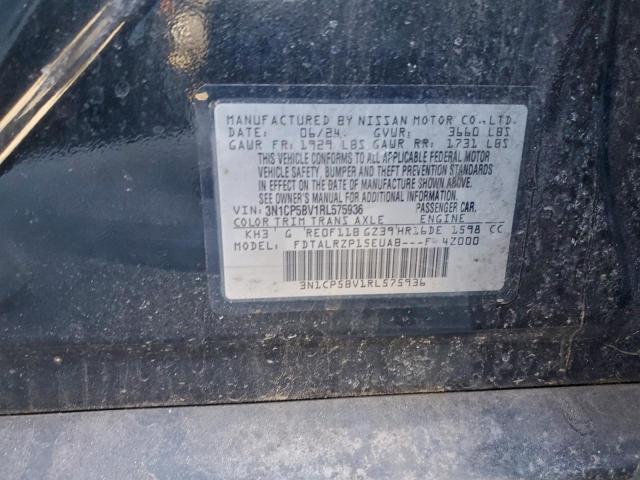 MANUFACTURED BY NISSAN MOTOR CO., LTD.
DATE: 06/24 GVWR: 3660 LBS
GAWR FR: 1929 LBS GAWR RR: 1731 LBS
THIS VEHICLE CONFORMS TO ALL APPLICABLE FEDERAL MOTOR
VEHICLE SAFETY, BUMPER AND THEFT PREVENTION STANDARDS
IN EFFECT ON THE DATE OF MANUFACTURE SHOWN ABOVE.
SEE OWNER'S MANUAL FOR ADDITIONAL INFORMATION.
VIN: 3N1CP5BV1RL575936 PASSENGER CAR
COLOR TRIM TRANS AXLE ENGINE
KH3 G RE0F11B GZ39 HR16DE 1598 CC
FDTALRZP15EUAB---F- 4Z000
3N1CP5BV1RL575936